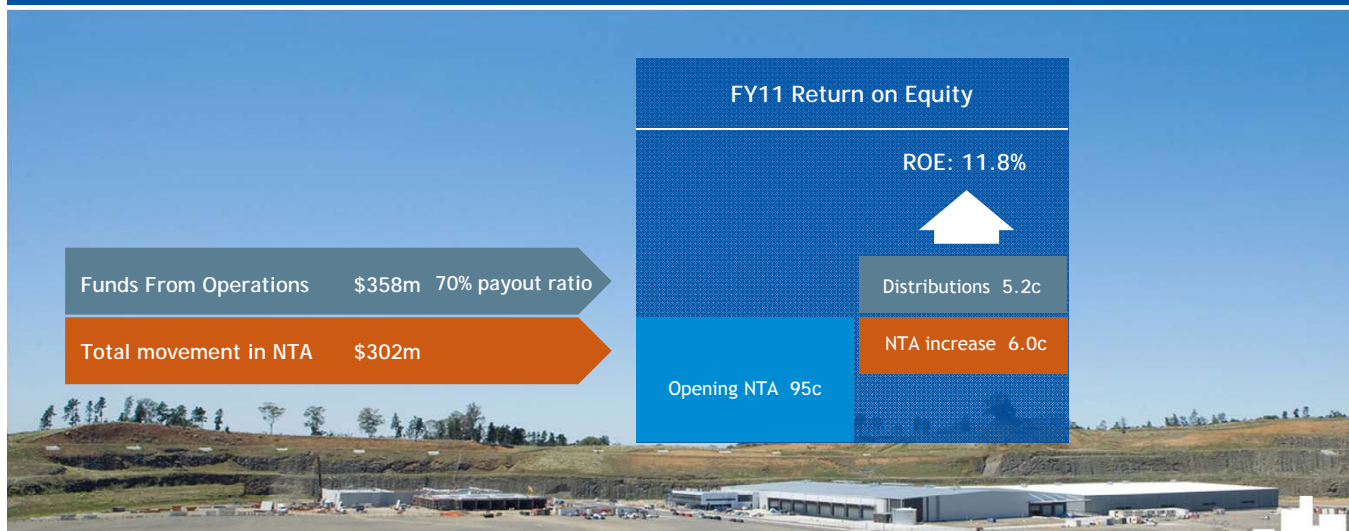 FY11 Return on Equity
ROE: 11.8%
Funds From Operations $358m 70% payout ratio
Distributions 5.2c
Total movement in NTA $302m
NTA increase 6.0c
Opening NTA 95c